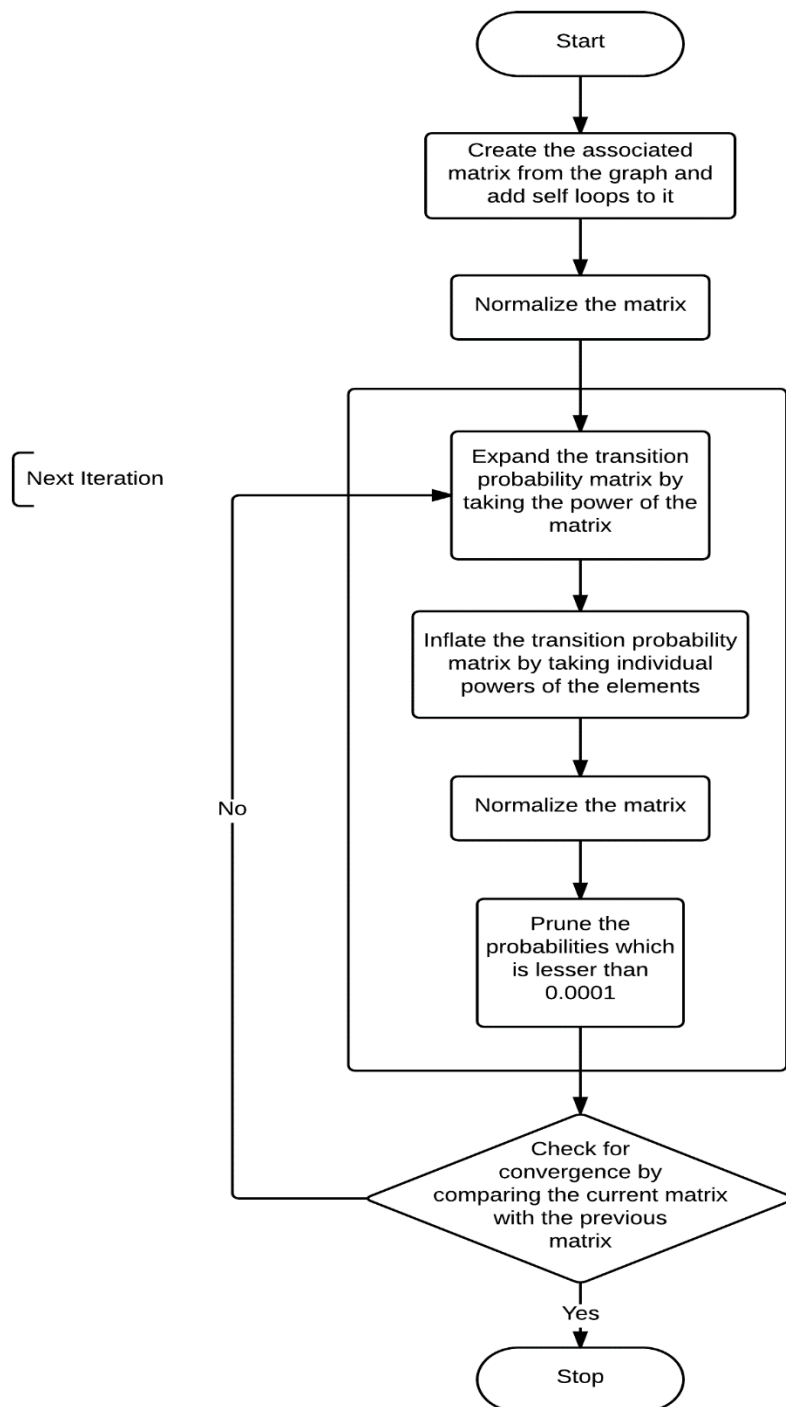 Start
Create the associated
matrix from the graph and
add self loops to it
Normalize the matrix
Next Iteration
Expand the transition
probability matrix by
taking the power of the
matrix
Inflate the transition probability
matrix by taking individual
powers of the elements
Normalize the matrix
No
Prune the
probabilities which
is lesser than
0.0001
Check for
convergence by
comparing the current matrix
with the previous
matrix
Yes
Stop